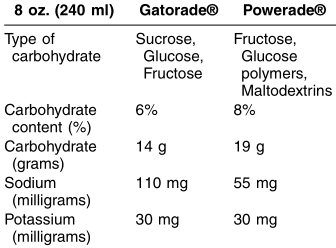 8 oz. (240 ml) Gatorade® Powerade®
Type of Sucrose, Fructose,
carbohydrate Glucose, Glucose
Fructose polymers,
Maltodextrins
Carbohydrate 6% 8%
content (%)
Carbohydrate 14 g 19 g
(grams)
Sodium 110 mg 55 mg
(milligrams)
Potassium 30 mg 30 mg
(milligrams)